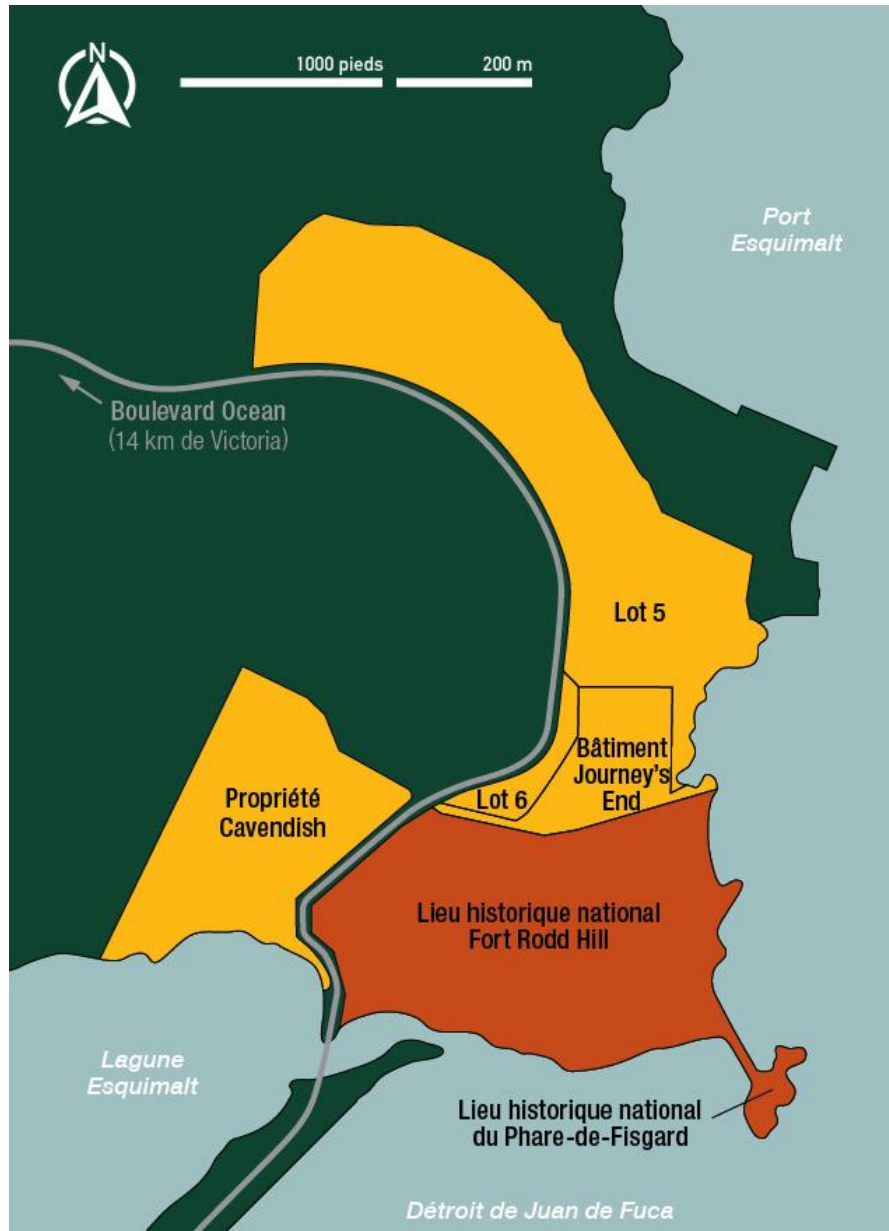 N
1000 pieds
200 m
Port
Esquimalt
Boulevard Ocean
(14 km de Victoria)
Lot 5
Bâtiment
Journey's
End
Lot 6
Propriété
Cavendish
Lieu historique national
Fort Rodd Hill
Lagune
Esquimalt
Lieu historique national
du Phare-de-Fisgard
Détroit de Juan de Fuca